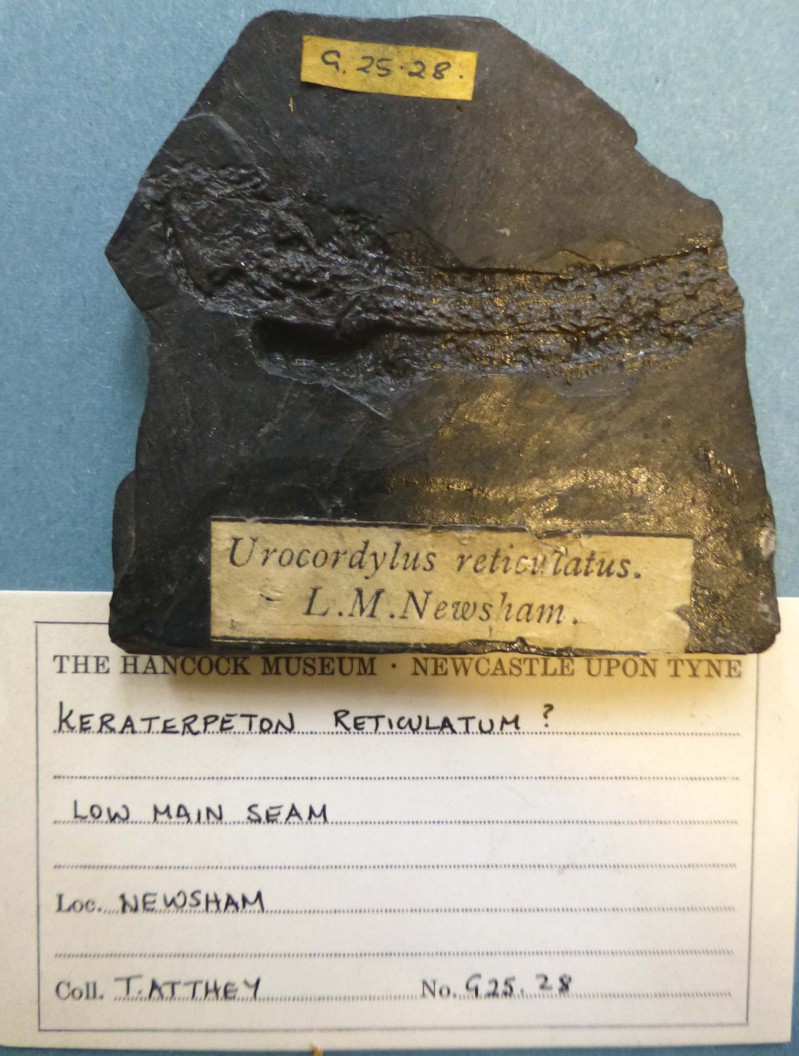 G.25.28.
Urocordylus reticulatus.
L.M.Newsham.
THE HANCOCK MUSEUM · NEWCASTLE UPON TYNE
KERATERPETON RETICULATUM ?
LOW MAIN SEAM
Loc. NEWSHAM
Coll. T. ATTHEY No. G25.28